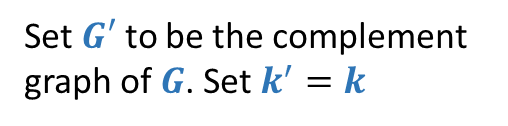 Set G′ to be the complement
graph of G. Set k′ = k